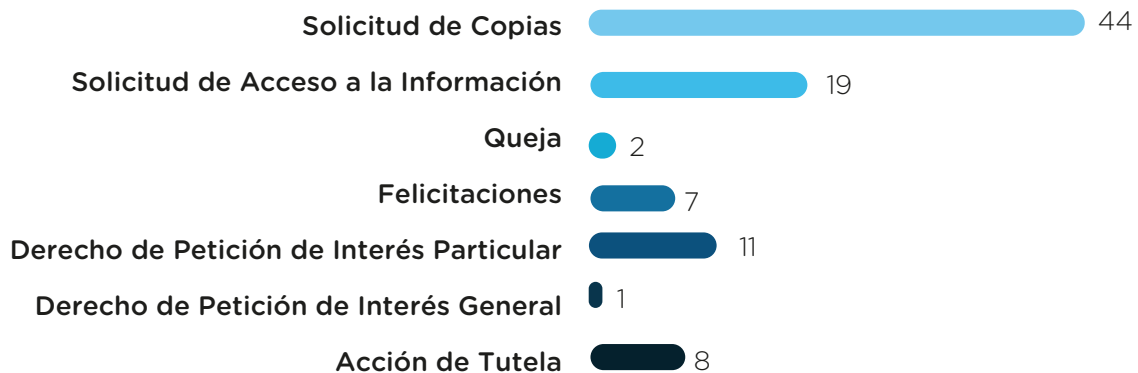 Solicitud de Copias 44
Solicitud de Acceso a la Información 19
Queja 2
Felicitaciones 7
Derecho de Petición de Interés Particular 11
Derecho de Petición de Interés General 1
Acción de Tutela 8